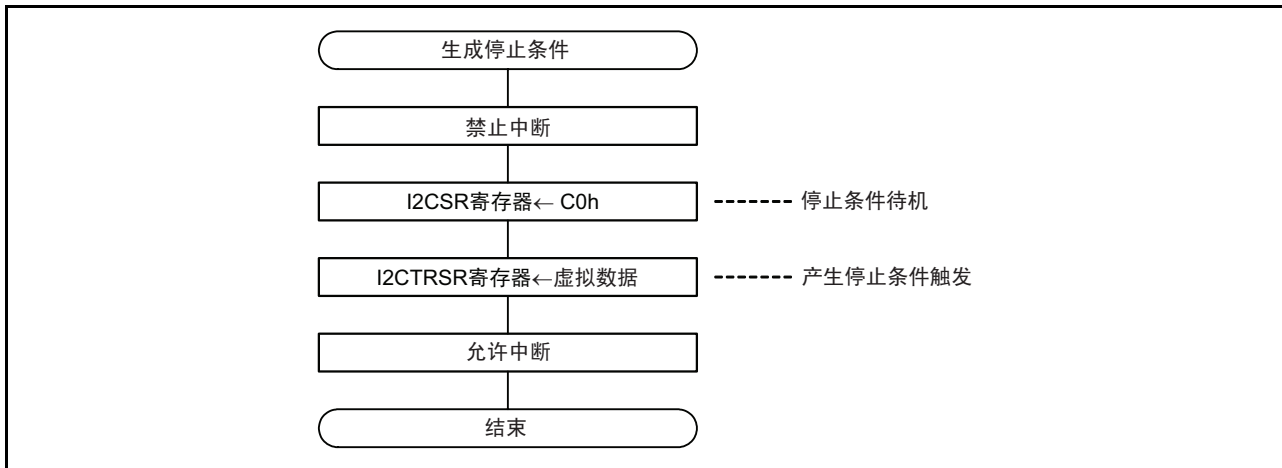 生成停止条件
禁止中断
I2CSR寄存器← C0h ------- 停止条件待机
I2CTRSR寄存器←虚拟数据 ------- 产生停止条件触发
允许中断
结束